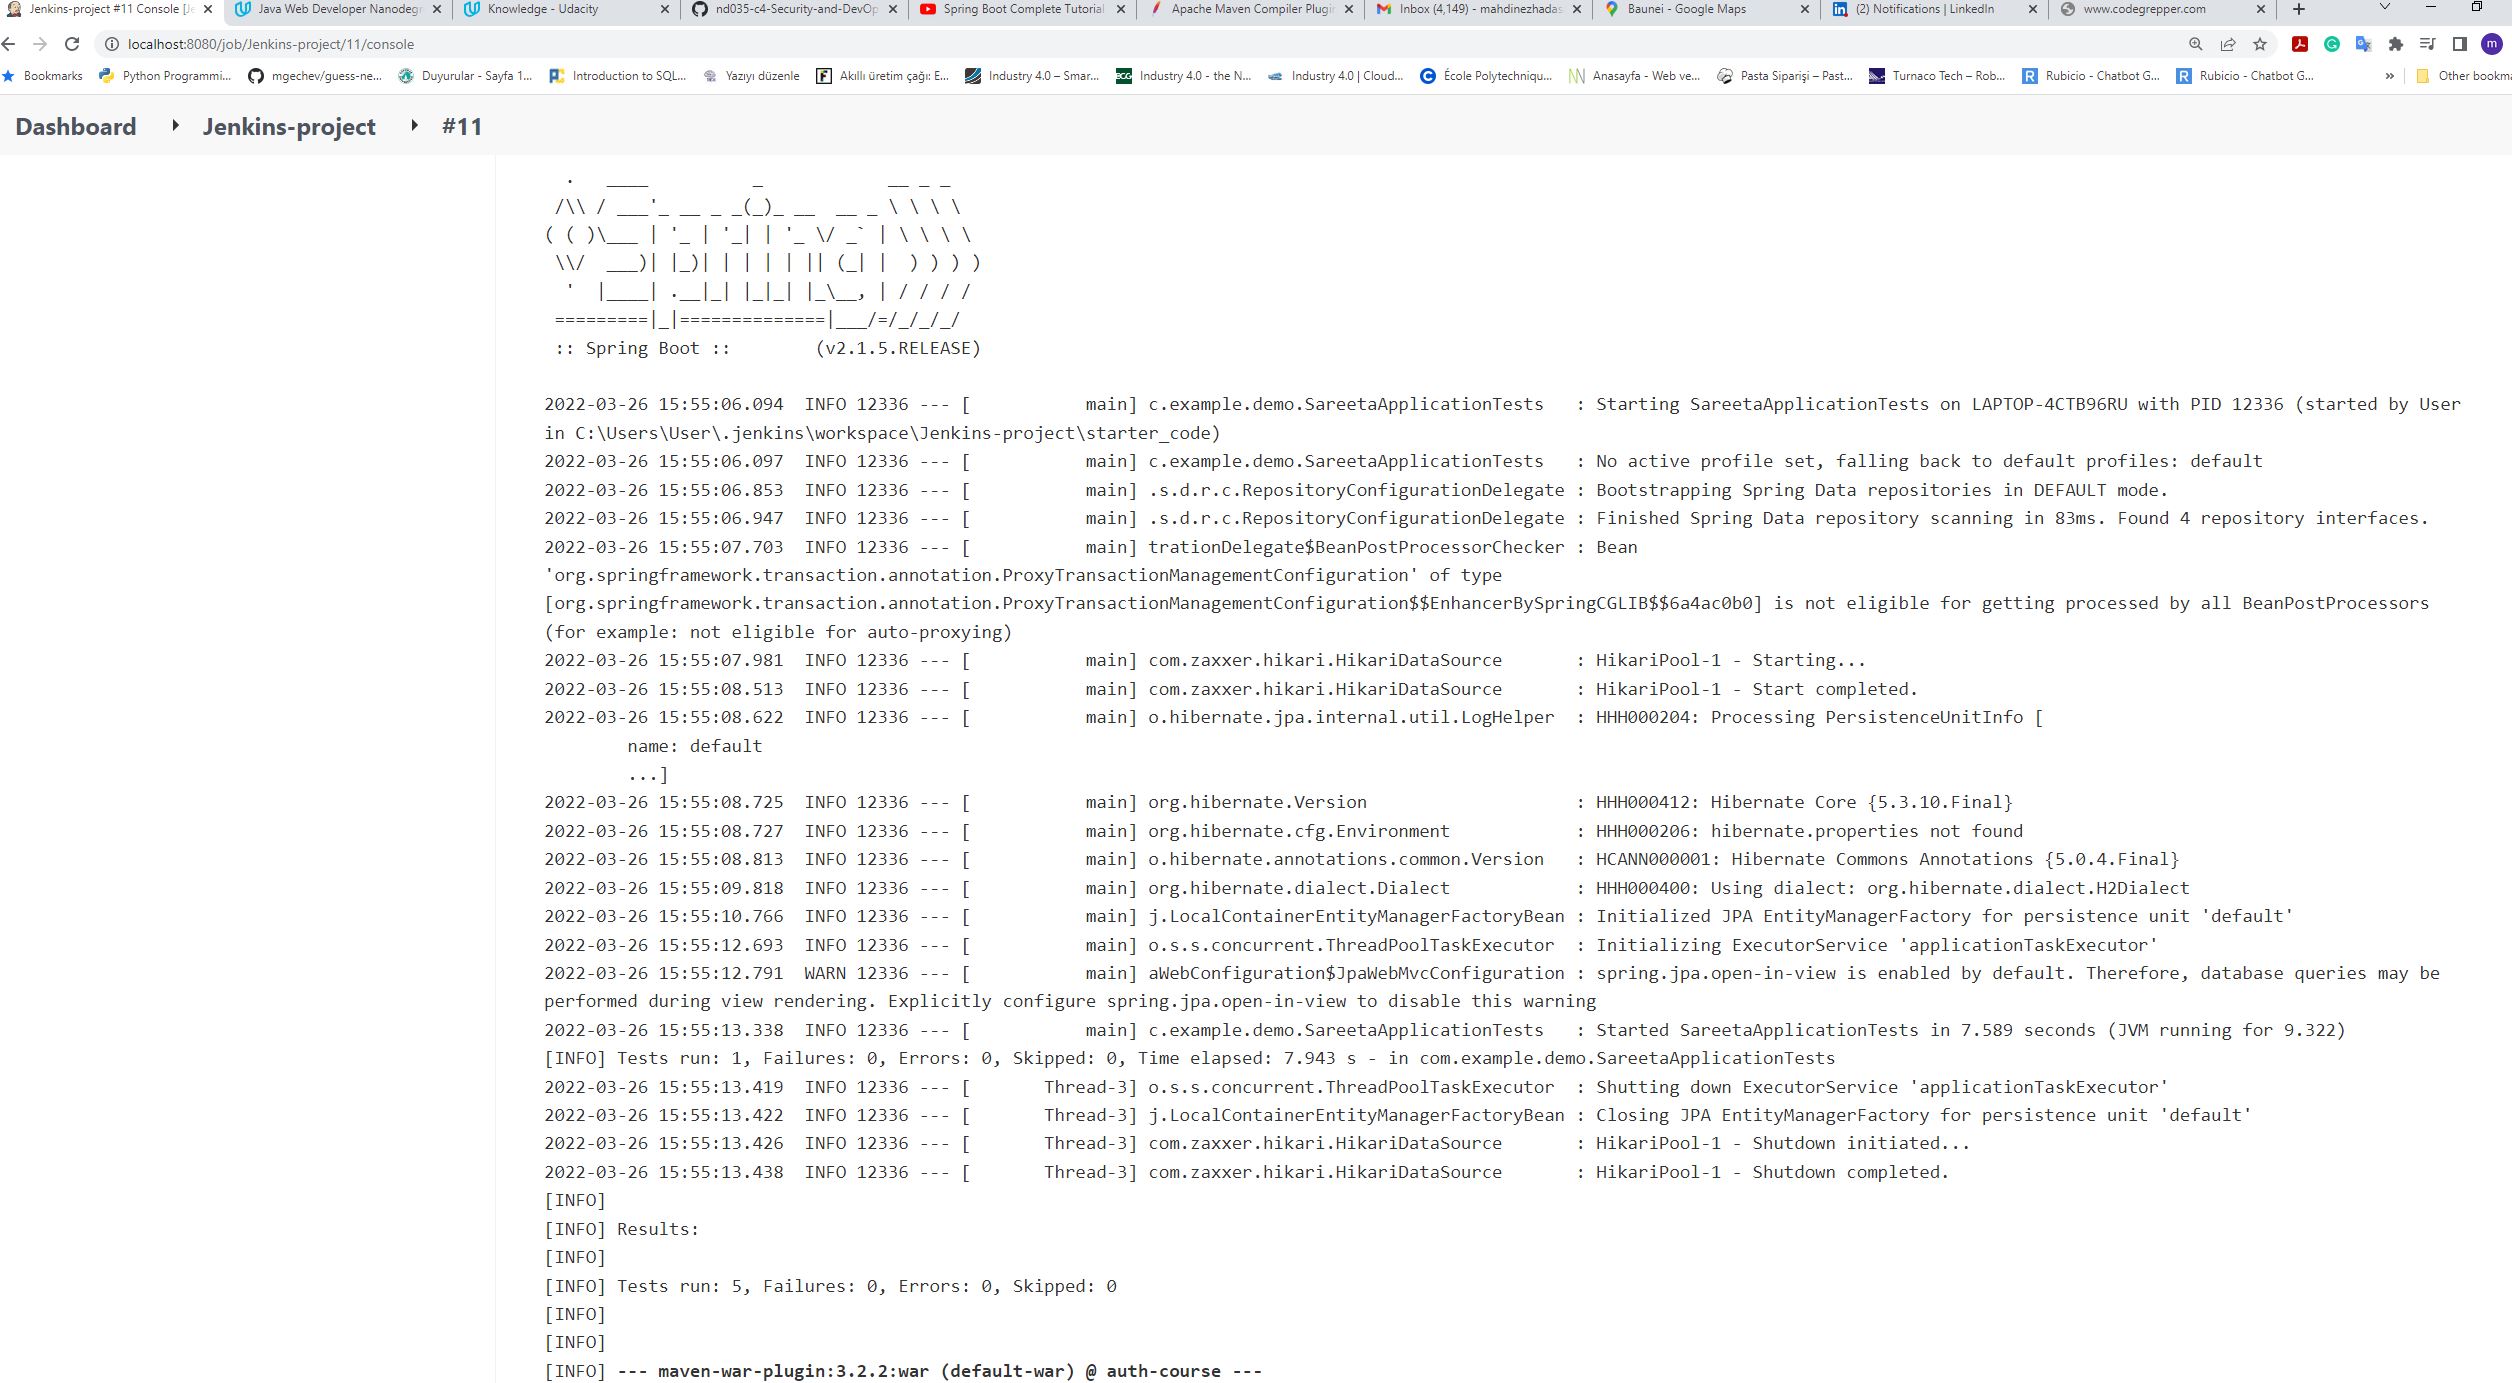 Jenkins-project #11 Console [Je
Java Web Developer Nanodegr
Knowledge - Udacity
nd035-c4-Security-and-DevOp
Spring Boot Complete Tutorial
Apache Maven Compiler Plugin
Inbox (4,149) - mahdinezhadas
Baunei - Google Maps
(2) Notifications | LinkedIn
www.codegrepper.com
localhost:8080/job/Jenkins-project/11/console
m
Bookmarks
Python Programmi...
mgechev/guess-ne...
Duyurular - Sayfa 1...
Introduction to SQL...
Yazıyı düzenle
Akıllı üretim çağı: E...
Industry 4.0 – Smar...
Industry 4.0 - the N...
Industry 4.0 | Cloud...
École Polytechniqu...
Anasayfa - Web ve...
Pasta Siparişi – Past...
Turnaco Tech – Rob...
Rubicio - Chatbot G...
Rubicio - Chatbot G...
»
Other bookma
Dashboard
Jenkins-project
#11
  .   ____          _            __ _ _
 /\\ / ___'_ __ _ _(_)_ __  __ _ \ \ \ \
( ( )\___ | '_ | '_| | '_ \/ _` | \ \ \ \
 \\/  ___)| |_)| | | | | || (_| |  ) ) ) )
  '  |____| .__|_| |_|_| |_\__, | / / / /
 =========|_|==============|___/=/_/_/_/
 :: Spring Boot ::        (v2.1.5.RELEASE)
2022-03-26 15:55:06.094  INFO 12336 --- [           main] c.example.demo.SareetaApplicationTests   : Starting SareetaApplicationTests on LAPTOP-4CTB96RU with PID 12336 (started by User
in C:\Users\User\.jenkins\workspace\Jenkins-project\starter_code)
2022-03-26 15:55:06.097  INFO 12336 --- [           main] c.example.demo.SareetaApplicationTests   : No active profile set, falling back to default profiles: default
2022-03-26 15:55:06.853  INFO 12336 --- [           main] .s.d.r.c.RepositoryConfigurationDelegate : Bootstrapping Spring Data repositories in DEFAULT mode.
2022-03-26 15:55:06.947  INFO 12336 --- [           main] .s.d.r.c.RepositoryConfigurationDelegate : Finished Spring Data repository scanning in 83ms. Found 4 repository interfaces.
2022-03-26 15:55:07.703  INFO 12336 --- [           main] trationDelegate$BeanPostProcessorChecker : Bean
'org.springframework.transaction.annotation.ProxyTransactionManagementConfiguration' of type
[org.springframework.transaction.annotation.ProxyTransactionManagementConfiguration$$EnhancerBySpringCGLIB$$6a4ac0b0] is not eligible for getting processed by all BeanPostProcessors
(for example: not eligible for auto-proxying)
2022-03-26 15:55:07.981  INFO 12336 --- [           main] com.zaxxer.hikari.HikariDataSource       : HikariPool-1 - Starting...
2022-03-26 15:55:08.513  INFO 12336 --- [           main] com.zaxxer.hikari.HikariDataSource       : HikariPool-1 - Start completed.
2022-03-26 15:55:08.622  INFO 12336 --- [           main] o.hibernate.jpa.internal.util.LogHelper  : HHH000204: Processing PersistenceUnitInfo [
        name: default
        ...]
2022-03-26 15:55:08.725  INFO 12336 --- [           main] org.hibernate.Version                    : HHH000412: Hibernate Core {5.3.10.Final}
2022-03-26 15:55:08.727  INFO 12336 --- [           main] org.hibernate.cfg.Environment            : HHH000206: hibernate.properties not found
2022-03-26 15:55:08.813  INFO 12336 --- [           main] o.hibernate.annotations.common.Version   : HCANN000001: Hibernate Commons Annotations {5.0.4.Final}
2022-03-26 15:55:09.818  INFO 12336 --- [           main] org.hibernate.dialect.Dialect            : HHH000400: Using dialect: org.hibernate.dialect.H2Dialect
2022-03-26 15:55:10.766  INFO 12336 --- [           main] j.LocalContainerEntityManagerFactoryBean : Initialized JPA EntityManagerFactory for persistence unit 'default'
2022-03-26 15:55:12.693  INFO 12336 --- [           main] o.s.s.concurrent.ThreadPoolTaskExecutor  : Initializing ExecutorService 'applicationTaskExecutor'
2022-03-26 15:55:12.791  WARN 12336 --- [           main] aWebConfiguration$JpaWebMvcConfiguration : spring.jpa.open-in-view is enabled by default. Therefore, database queries may be
performed during view rendering. Explicitly configure spring.jpa.open-in-view to disable this warning
2022-03-26 15:55:13.338  INFO 12336 --- [           main] c.example.demo.SareetaApplicationTests   : Started SareetaApplicationTests in 7.589 seconds (JVM running for 9.322)
[INFO] Tests run: 1, Failures: 0, Errors: 0, Skipped: 0, Time elapsed: 7.943 s - in com.example.demo.SareetaApplicationTests
2022-03-26 15:55:13.419  INFO 12336 --- [       Thread-3] o.s.s.concurrent.ThreadPoolTaskExecutor  : Shutting down ExecutorService 'applicationTaskExecutor'
2022-03-26 15:55:13.422  INFO 12336 --- [       Thread-3] j.LocalContainerEntityManagerFactoryBean : Closing JPA EntityManagerFactory for persistence unit 'default'
2022-03-26 15:55:13.426  INFO 12336 --- [       Thread-3] com.zaxxer.hikari.HikariDataSource       : HikariPool-1 - Shutdown initiated...
2022-03-26 15:55:13.438  INFO 12336 --- [       Thread-3] com.zaxxer.hikari.HikariDataSource       : HikariPool-1 - Shutdown completed.
[INFO]
[INFO] Results:
[INFO]
[INFO] Tests run: 5, Failures: 0, Errors: 0, Skipped: 0
[INFO]
[INFO]
[INFO] --- maven-war-plugin:3.2.2:war (default-war) @ auth-course ---